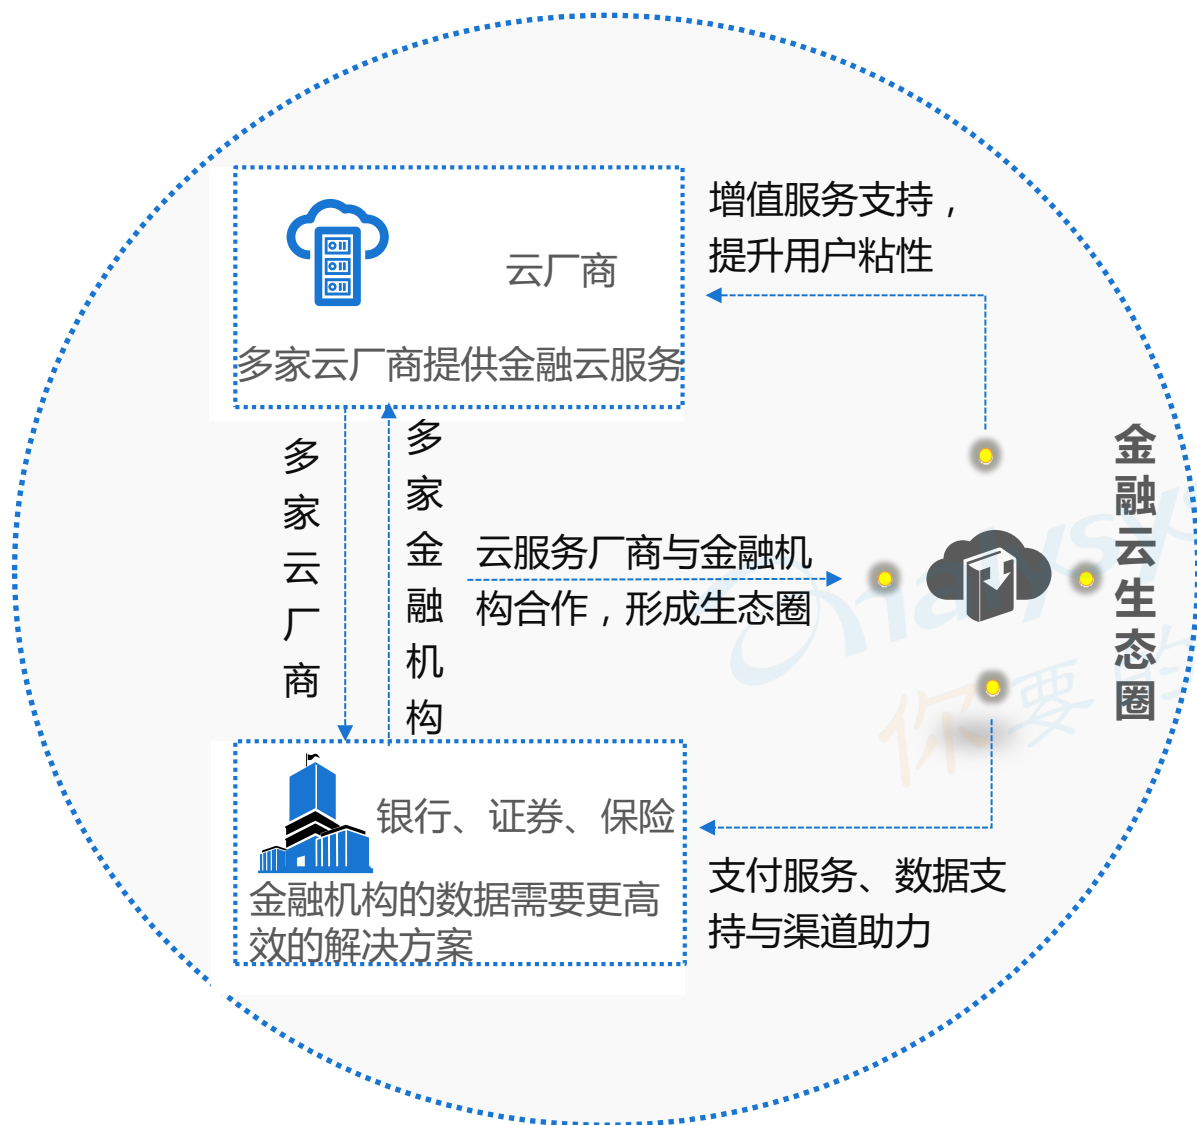 增值服务支持，
提升用户粘性
云厂商
多家云厂商提供金融云服务
多家云厂商
多家金融机构
云服务厂商与金融机
构合作，形成生态圈
金融云生态圈
analysys
你要的
银行、证券、保险
金融机构的数据需要更高
效的解决方案
支付服务、数据支
持与渠道助力